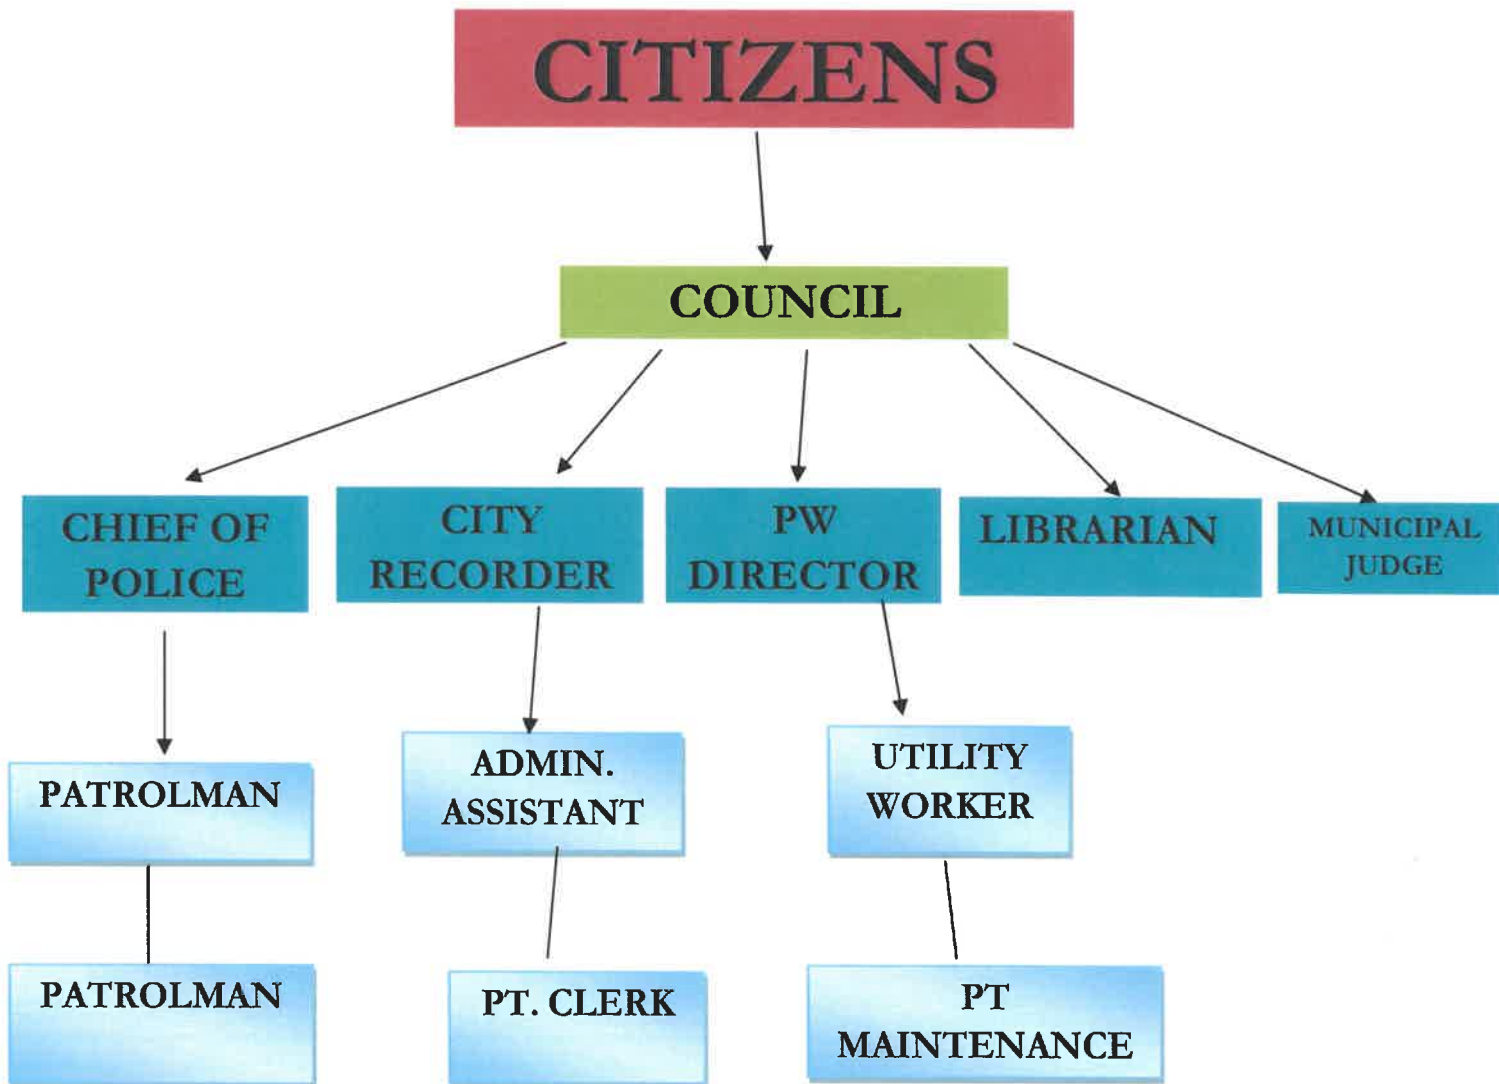 CITIZENS
COUNCIL
CHIEF OF
POLICE
CITY
RECORDER
PW
DIRECTOR
LIBRARIAN
MUNICIPAL
JUDGE
PATROLMAN
ADMIN.
ASSISTANT
UTILITY
WORKER
PATROLMAN
PT. CLERK
PT
MAINTENANCE